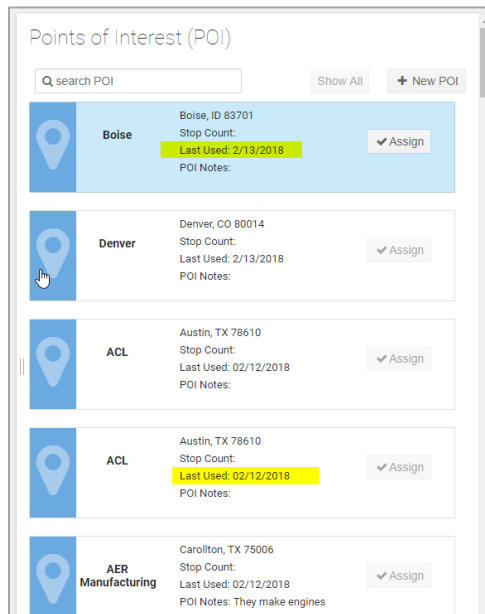 Points of Interest (POI)
search POI
Show All
+ New POI
Boise
Boise, ID 83701
Stop Count:
Last Used: 2/13/2018
POI Notes:
Assign
Denver
Denver, CO 80014
Stop Count:
Last Used: 2/13/2018
POI Notes:
Assign
ACL
Austin, TX 78610
Stop Count:
Last Used: 02/12/2018
POI Notes:
Assign
ACL
Austin, TX 78610
Stop Count:
Last Used: 02/12/2018
POI Notes:
Assign
AER
Manufacturing
Carollton, TX 75006
Stop Count:
Last Used: 02/12/2018
POI Notes: They make engines
Assign